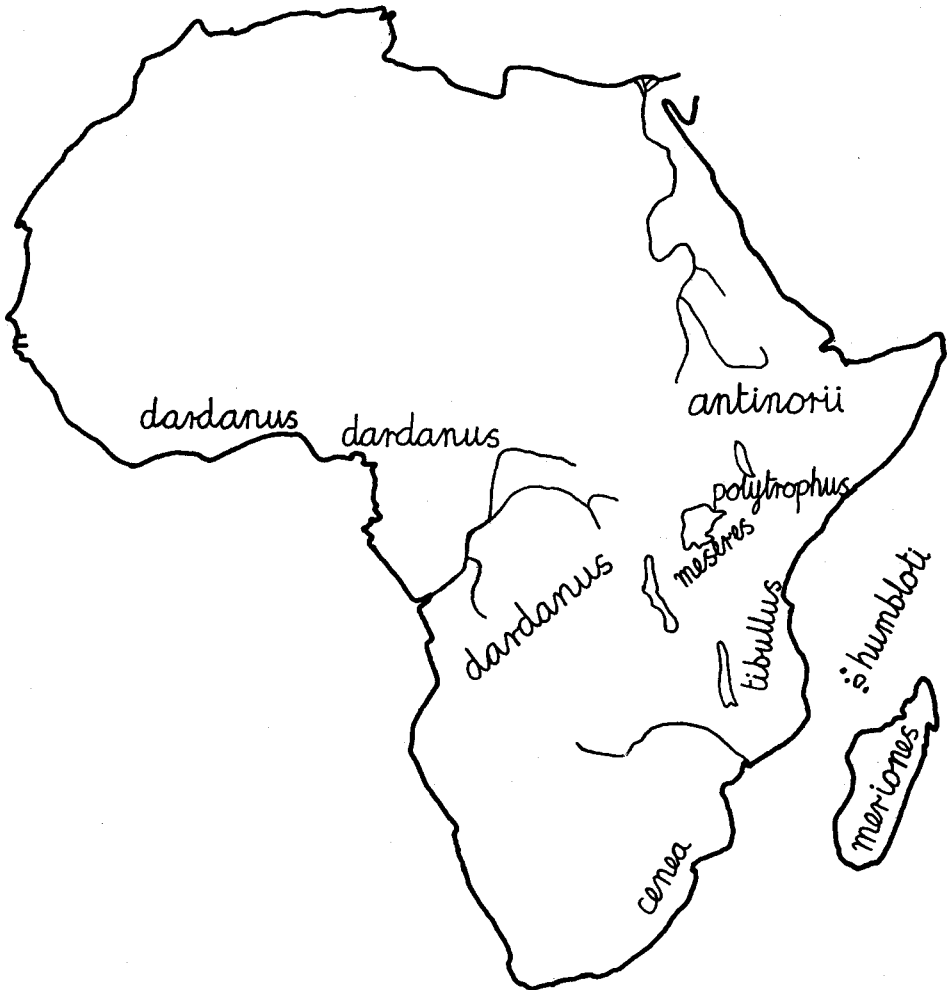 dardanus
dardanus
antinorii
polytrophus
meseres
dardanus
tibullus
humbloti
meriones
cenea